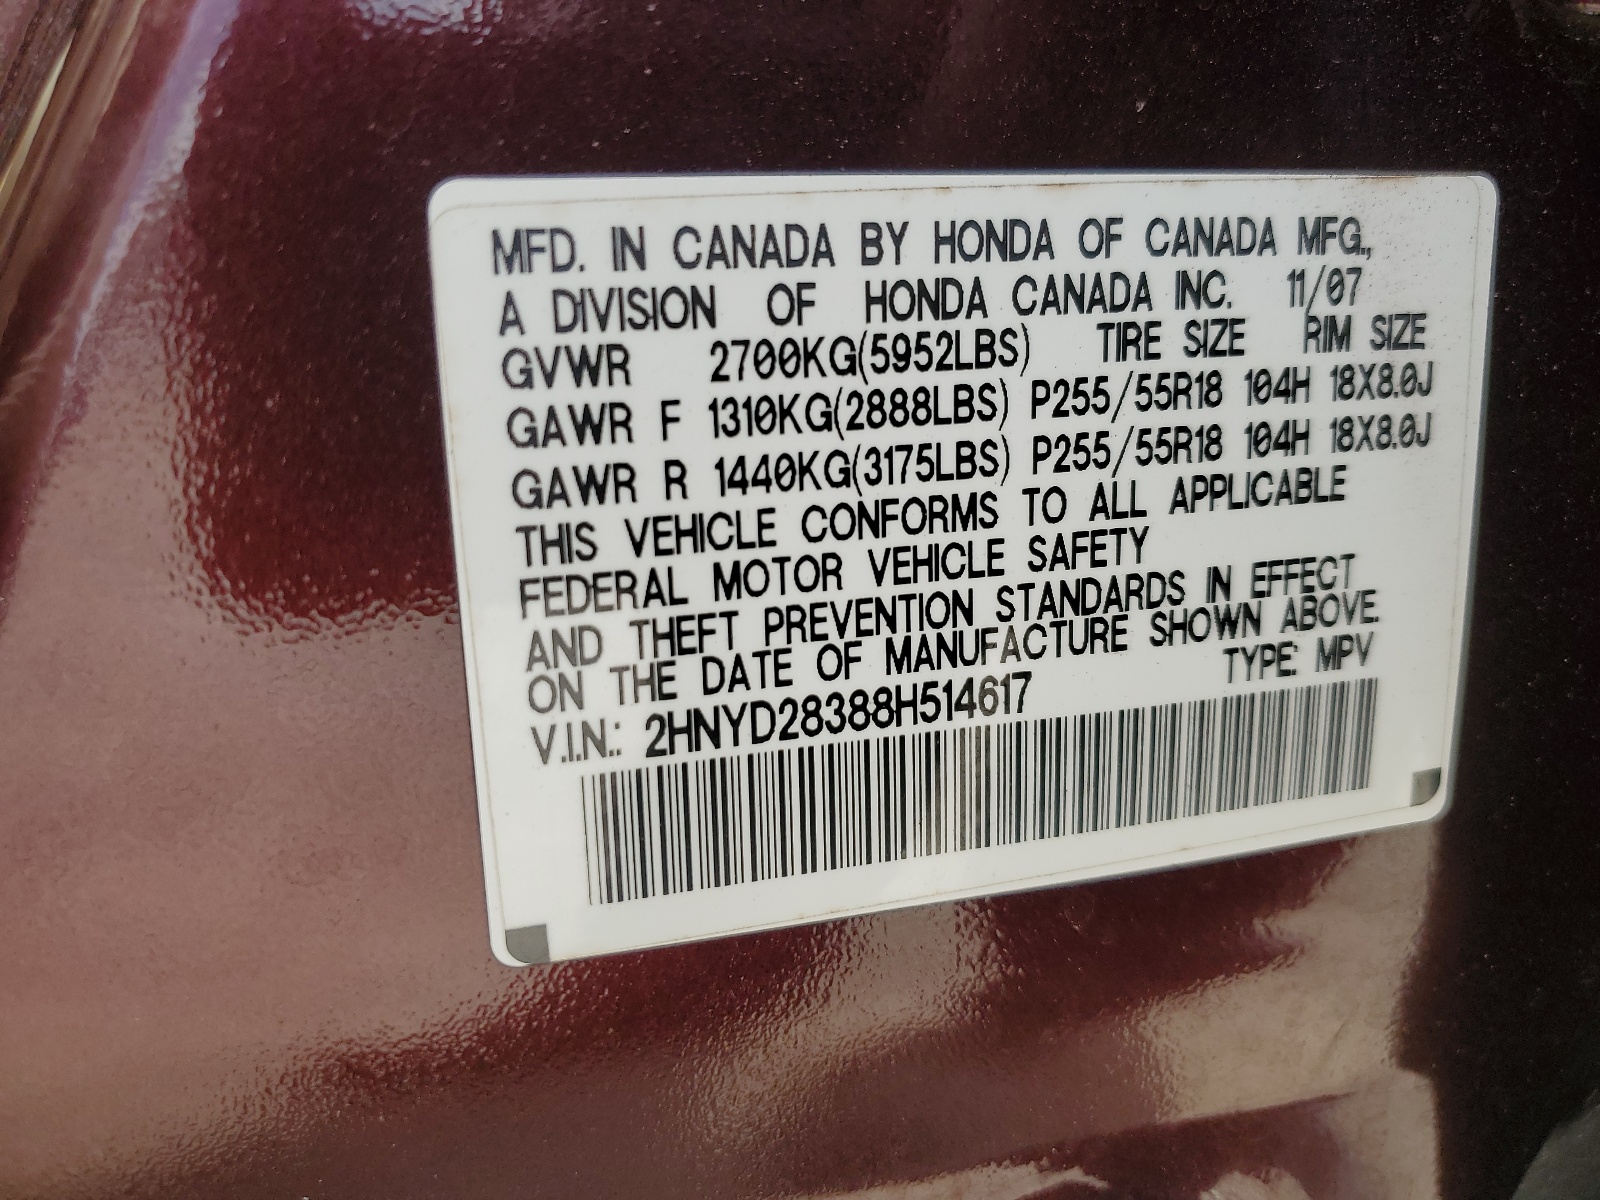 MFD. IN CANADA BY HONDA OF CANADA MFG.,
A DIVISION OF HONDA CANADA INC. 11/07
GVWR 2700KG(5952LBS) TIRE SIZE RIM SIZE
GAWR F 1310KG(2888LBS) P255/55R18 104H 18X8.0J
GAWR R 1440KG(3175LBS) P255/55R18 104H 18X8.0J
THIS VEHICLE CONFORMS TO ALL APPLICABLE
FEDERAL MOTOR VEHICLE SAFETY
AND THEFT PREVENTION STANDARDS IN EFFECT
ON THE DATE OF MANUFACTURE SHOWN ABOVE.
V.I.N.: 2HNYD28388H514617 TYPE: MPV